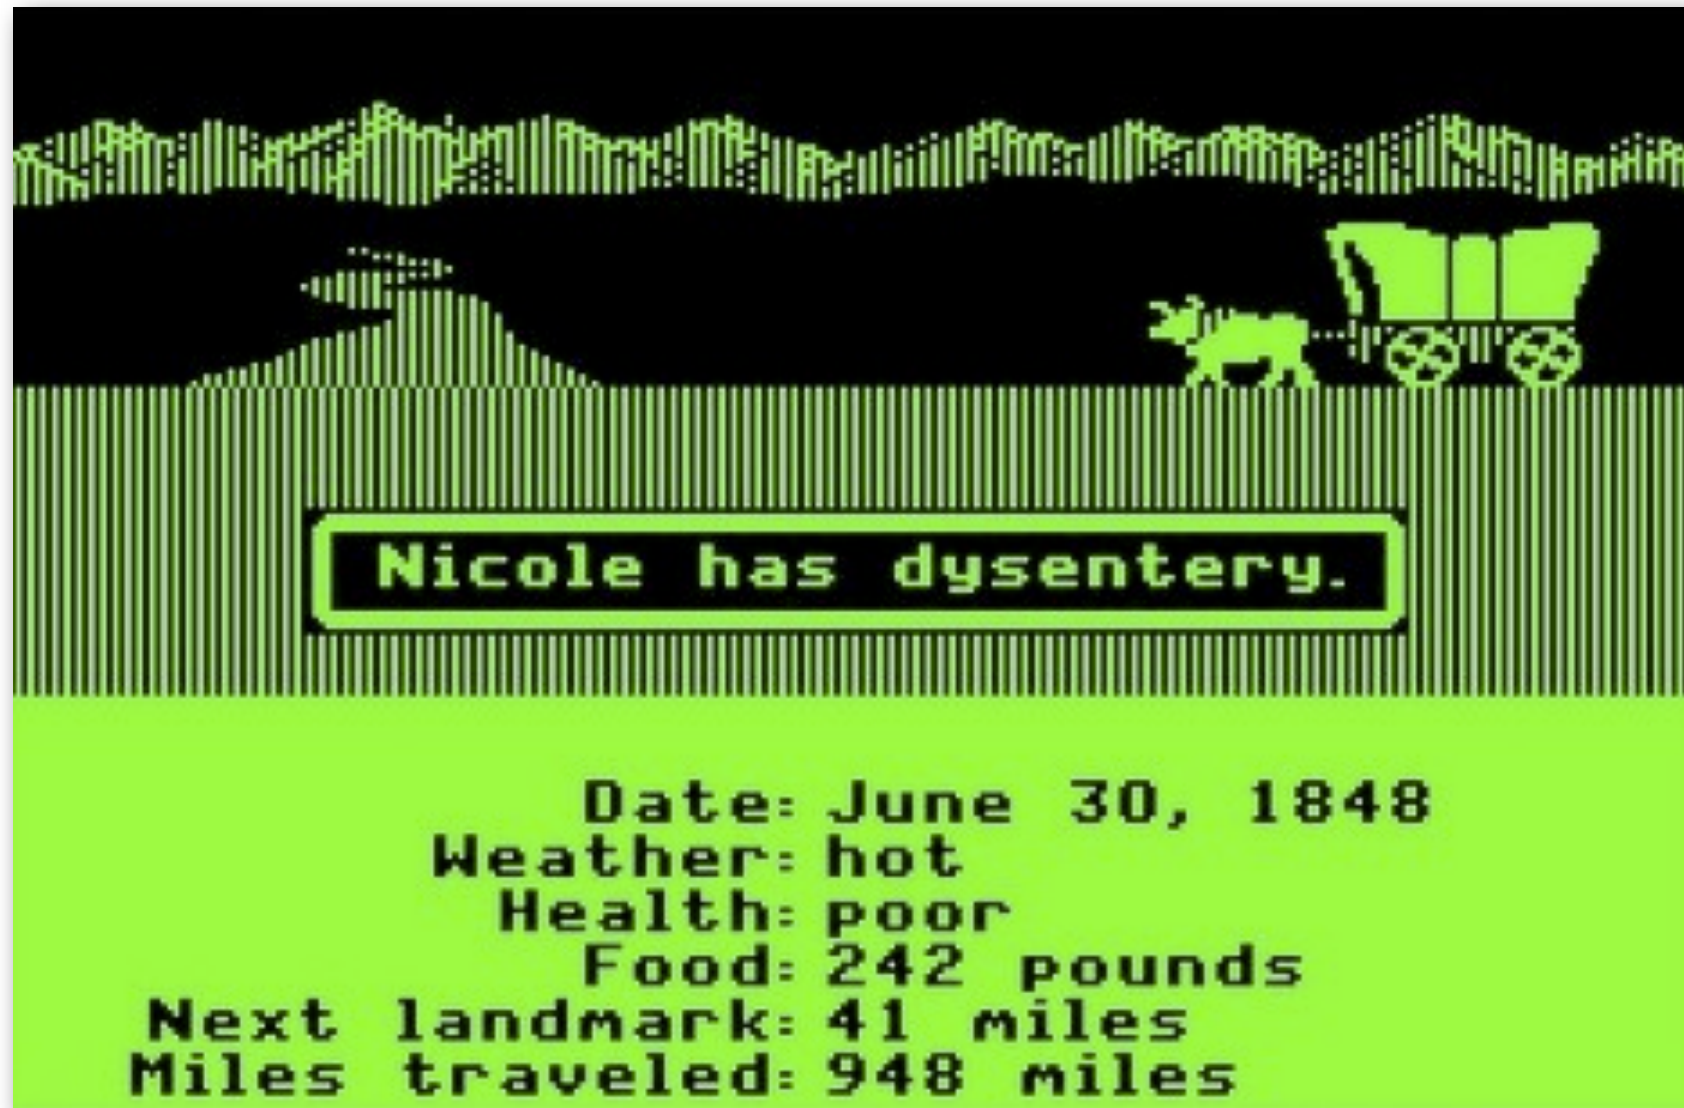 Nicole has dysentery.
Date: June 30, 1848
Weather: hot
Health: poor
Food: 242 pounds
Next landmark: 41 miles
Miles traveled: 948 miles